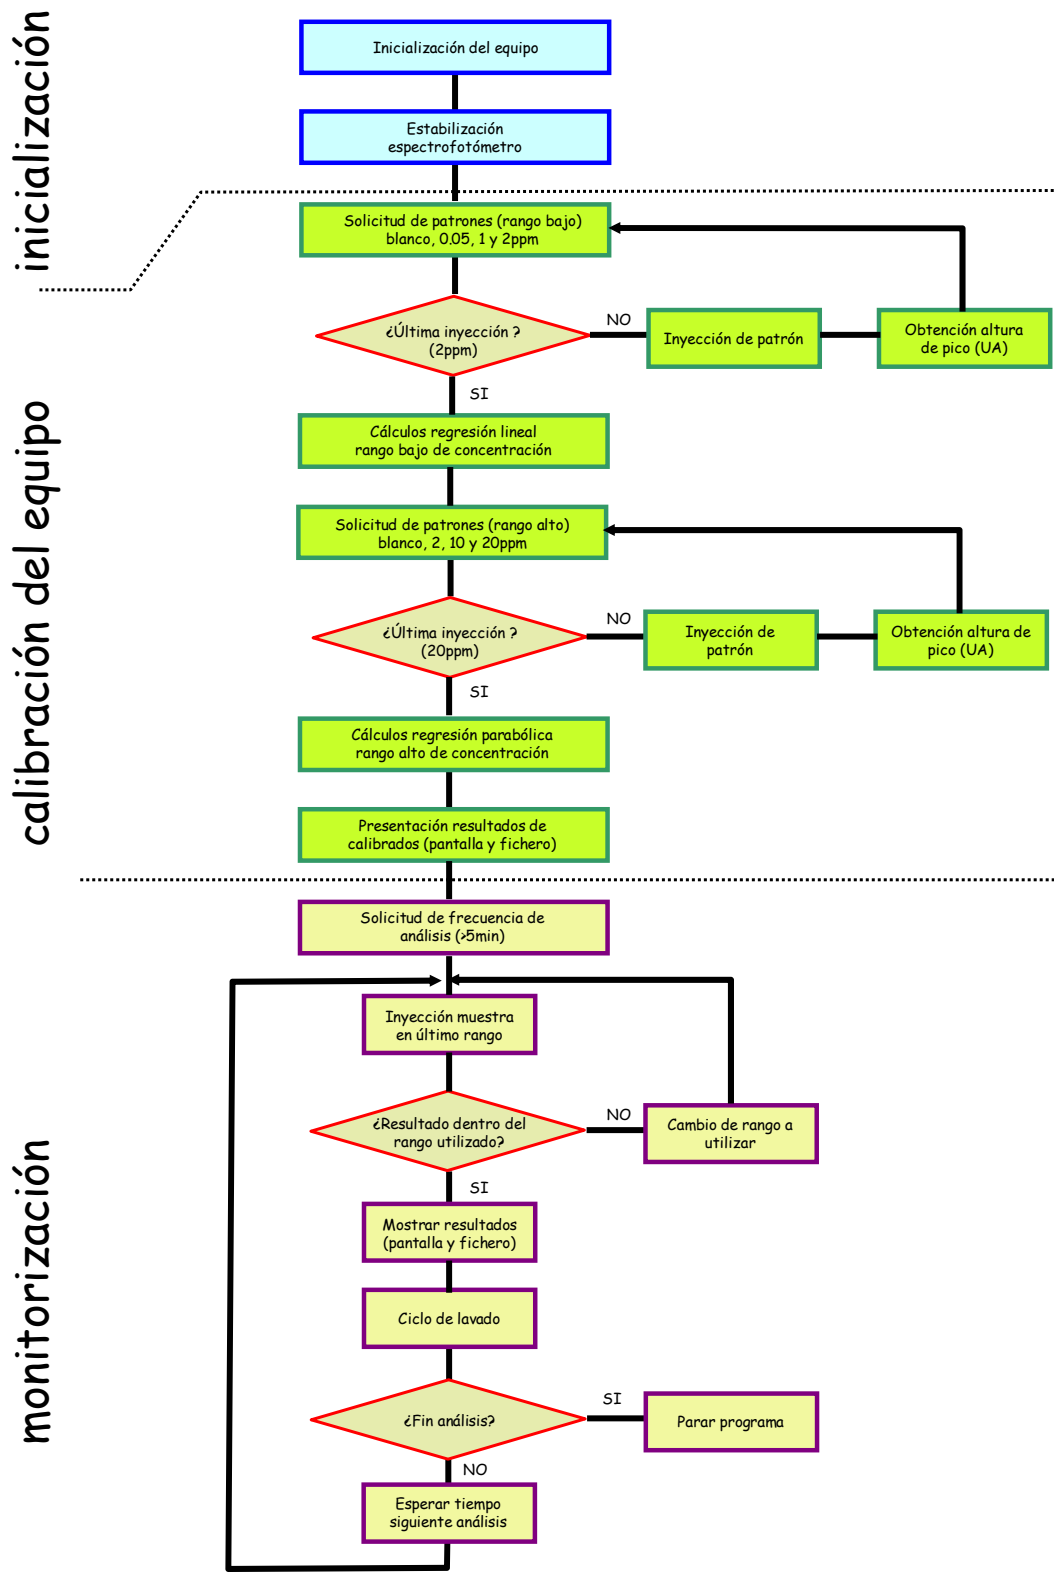 inicialización
Inicialización del equipo
Estabilización
espectrofotómetro
calibración del equipo
Solicitud de patrones (rango bajo)
blanco, 0.05, 1 y 2ppm
¿Última inyección ?
(2ppm)
NO
Inyección de patrón
Obtención altura
de pico (UA)
SI
Cálculos regresión lineal
rango bajo de concentración
Solicitud de patrones (rango alto)
blanco, 2, 10 y 20ppm
¿Última inyección ?
(20ppm)
NO
Inyección de
patrón
Obtención altura de
pico (UA)
SI
Cálculos regresión parabólica
rango alto de concentración
Presentación resultados de
calibrados (pantalla y fichero)
monitorización
Solicitud de frecuencia de
análisis (>5min)
Inyección muestra
en último rango
¿Resultado dentro del
rango utilizado?
NO
Cambio de rango a
utilizar
SI
Mostrar resultados
(pantalla y fichero)
Ciclo de lavado
¿Fin análisis?
SI
Parar programa
NO
Esperar tiempo
siguiente análisis